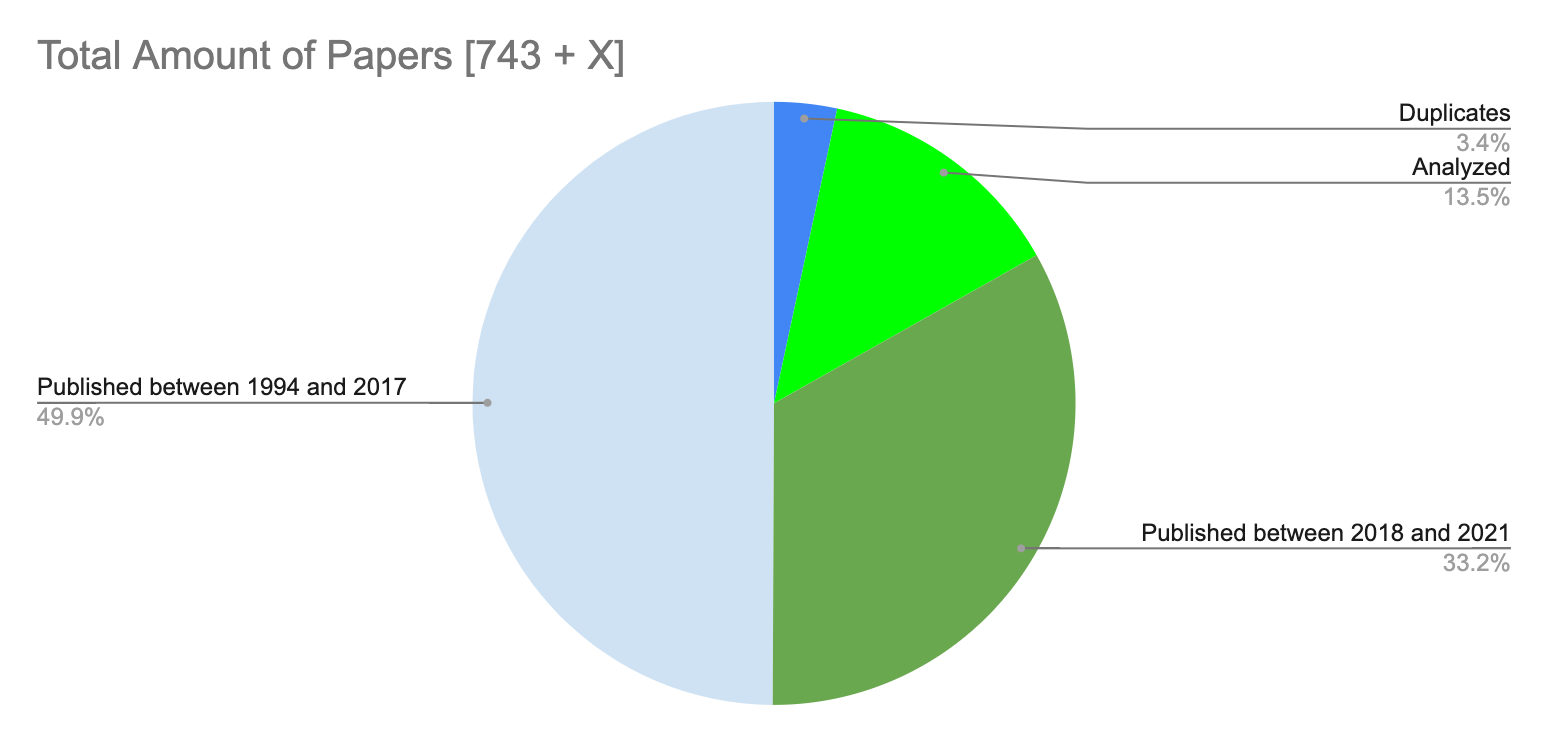 Total Amount of Papers [743 + X]
Duplicates
3.4%
Analyzed
13.5%
Published between 1994 and 2017
49.9%
Published between 2018 and 2021
33.2%